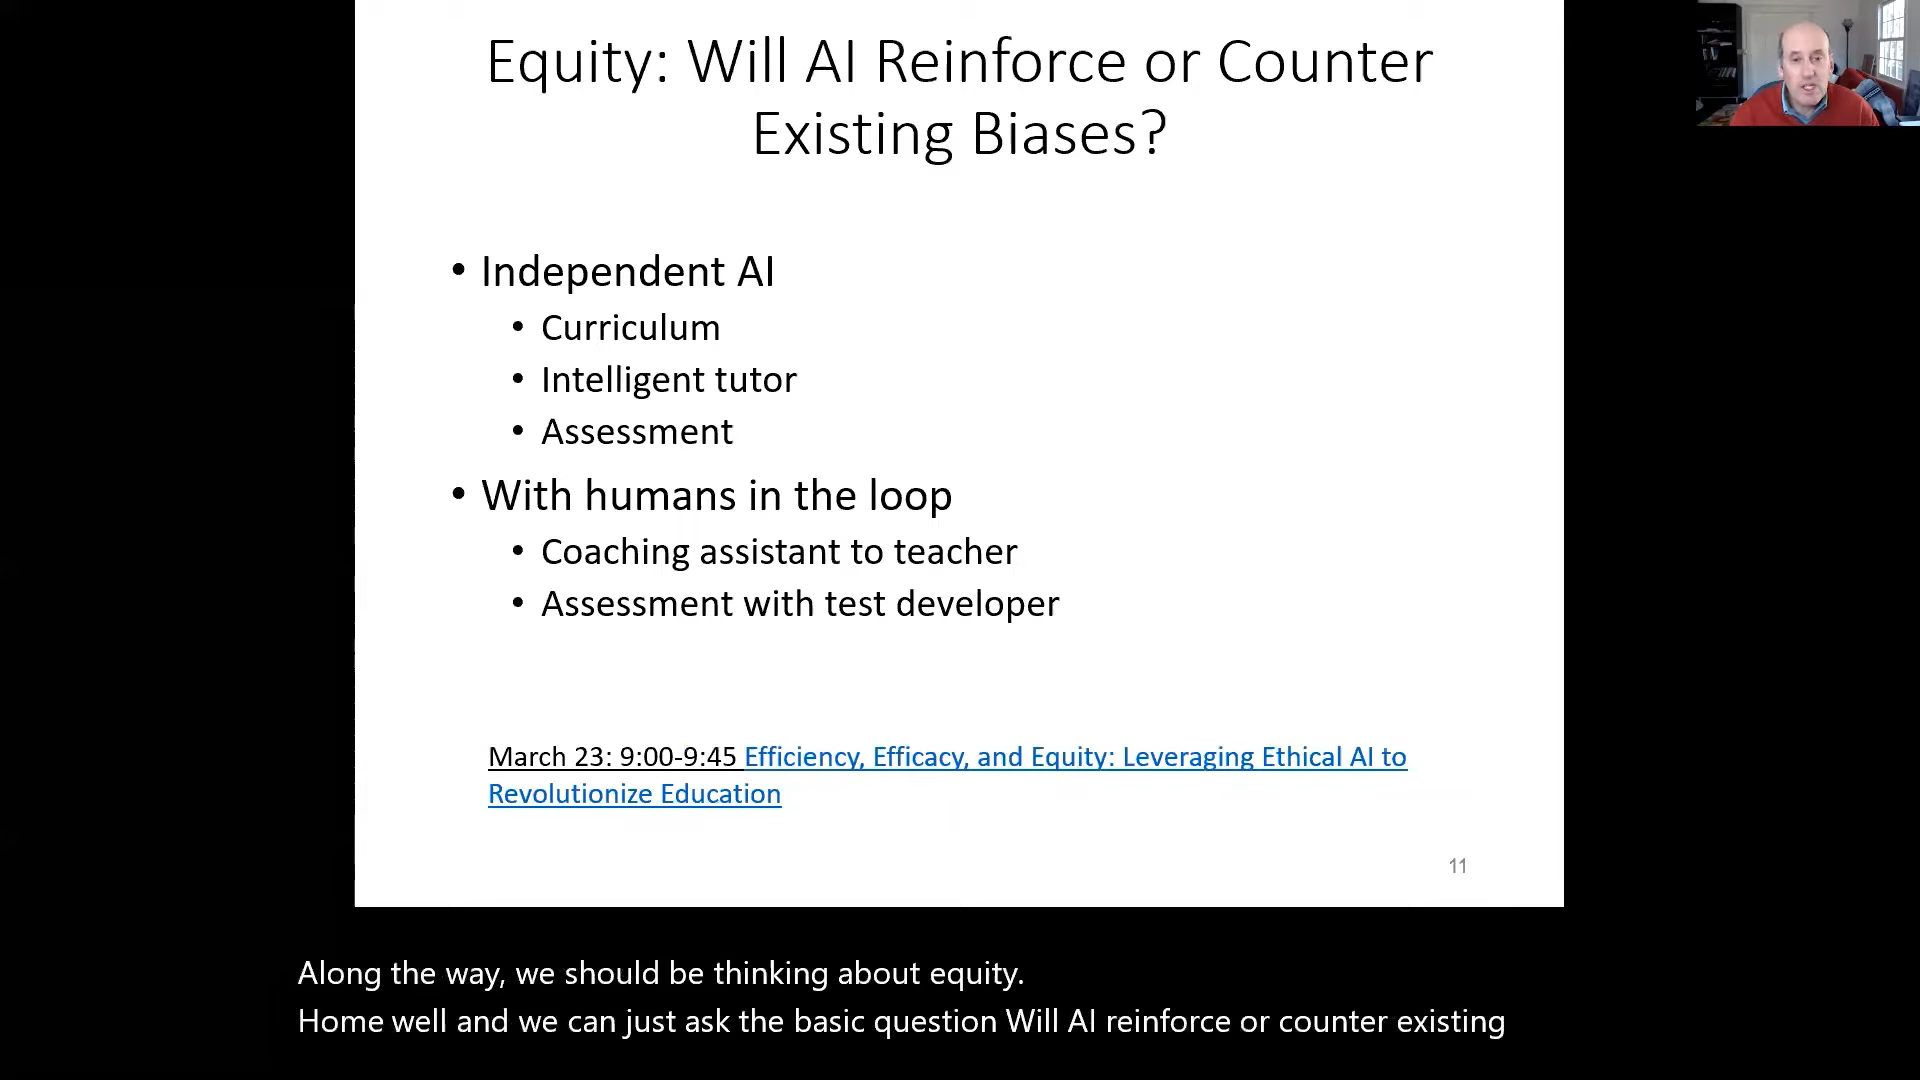 Equity: Will AI Reinforce or Counter
Existing Biases?
• Independent AI
• Curriculum
• Intelligent tutor
• Assessment
• With humans in the loop
• Coaching assistant to teacher
• Assessment with test developer
March 23: 9:00-9:45 Efficiency, Efficacy, and Equity: Leveraging Ethical AI to
Revolutionize Education
11
Along the way, we should be thinking about equity.
Home well and we can just ask the basic question Will AI reinforce or counter existing